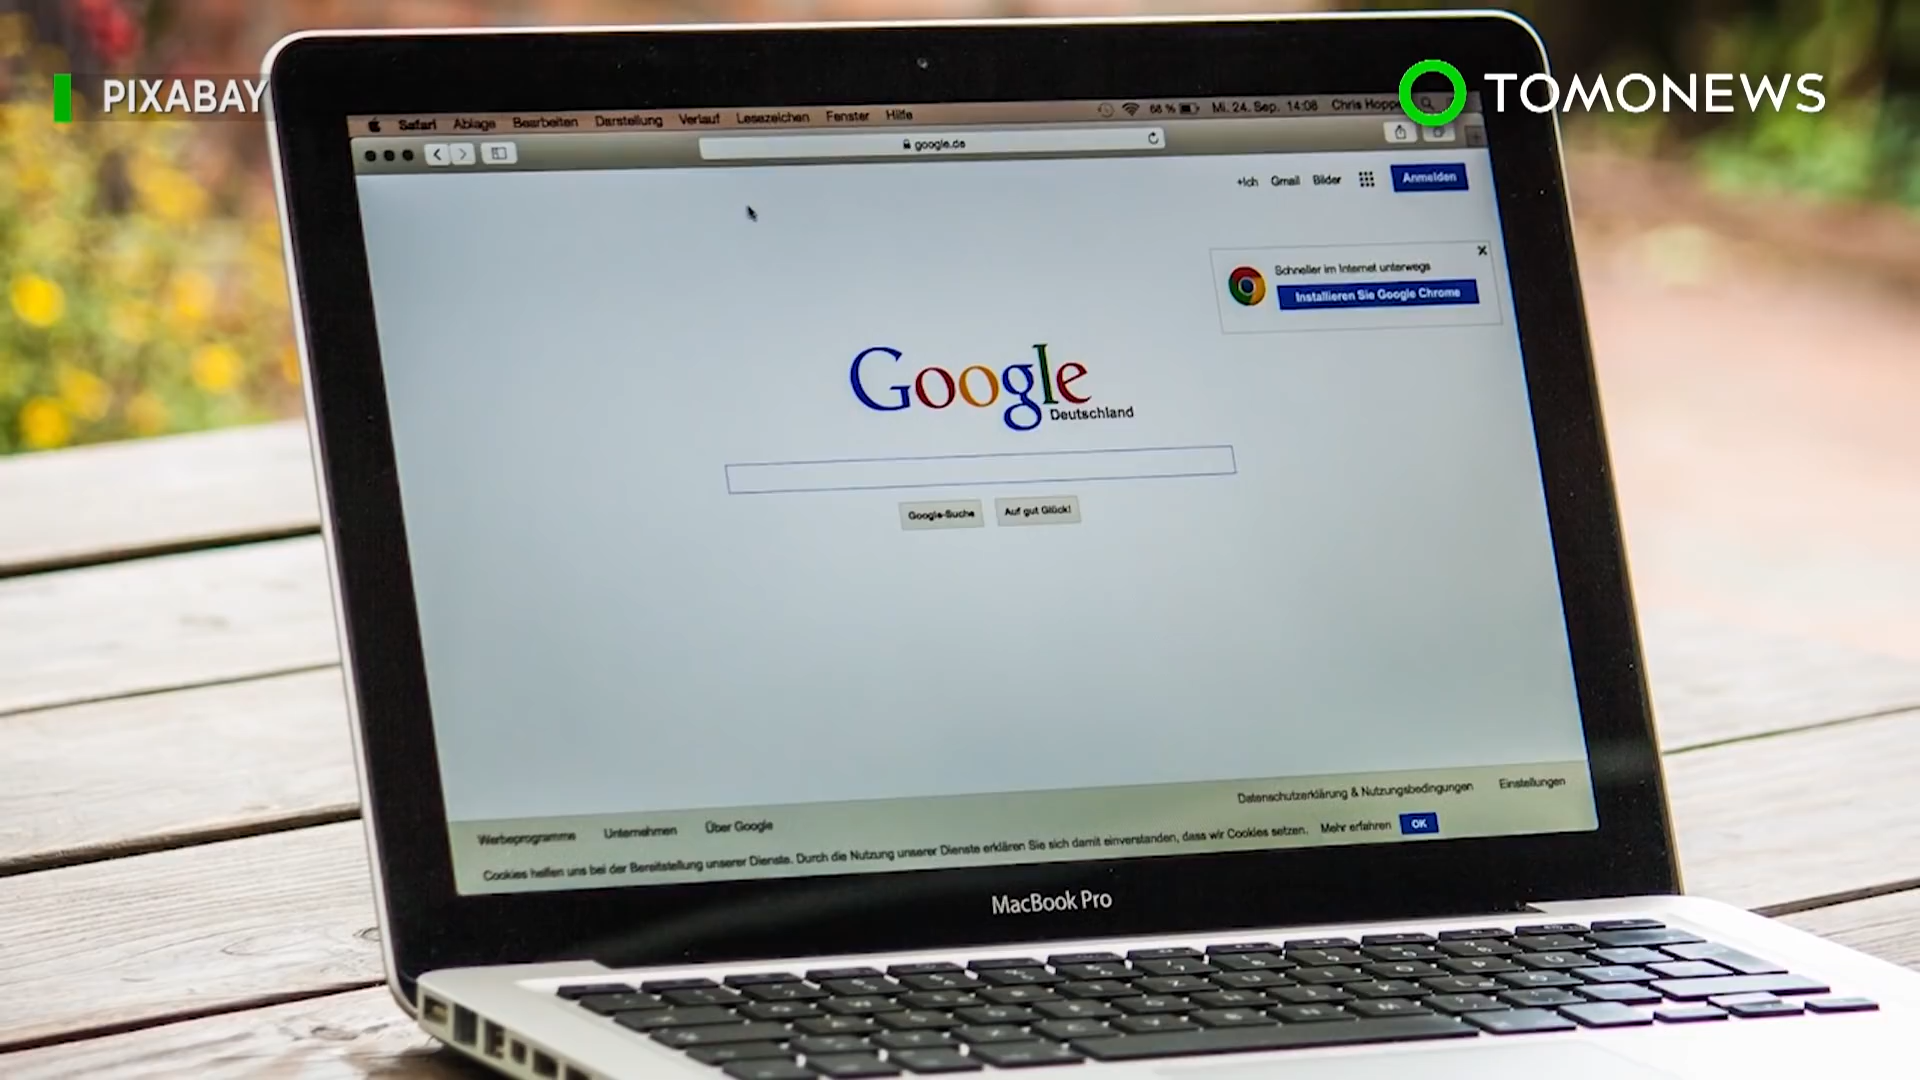 PIXABAY
TOMONEWS
Safari Ablage Bearbeiten Darstellung Verlauf Lesezeichen Fenster Hilfe 68 % Mi. 24. Sep. 14:08 Chris Hoppe
google.de
+Ich Gmail Bilder Anmelden
Schneller im Internet unterwegs
Installieren Sie Google Chrome
Google
Deutschland
Google-Suche Auf gut Glück!
Datenschutzerklärung & Nutzungsbedingungen Einstellungen
Werbeprogramme Unternehmen Über Google
Cookies helfen uns bei der Bereitstellung unserer Dienste. Durch die Nutzung unserer Dienste erklären Sie sich damit einverstanden, dass wir Cookies setzen. Mehr erfahren OK
MacBook Pro